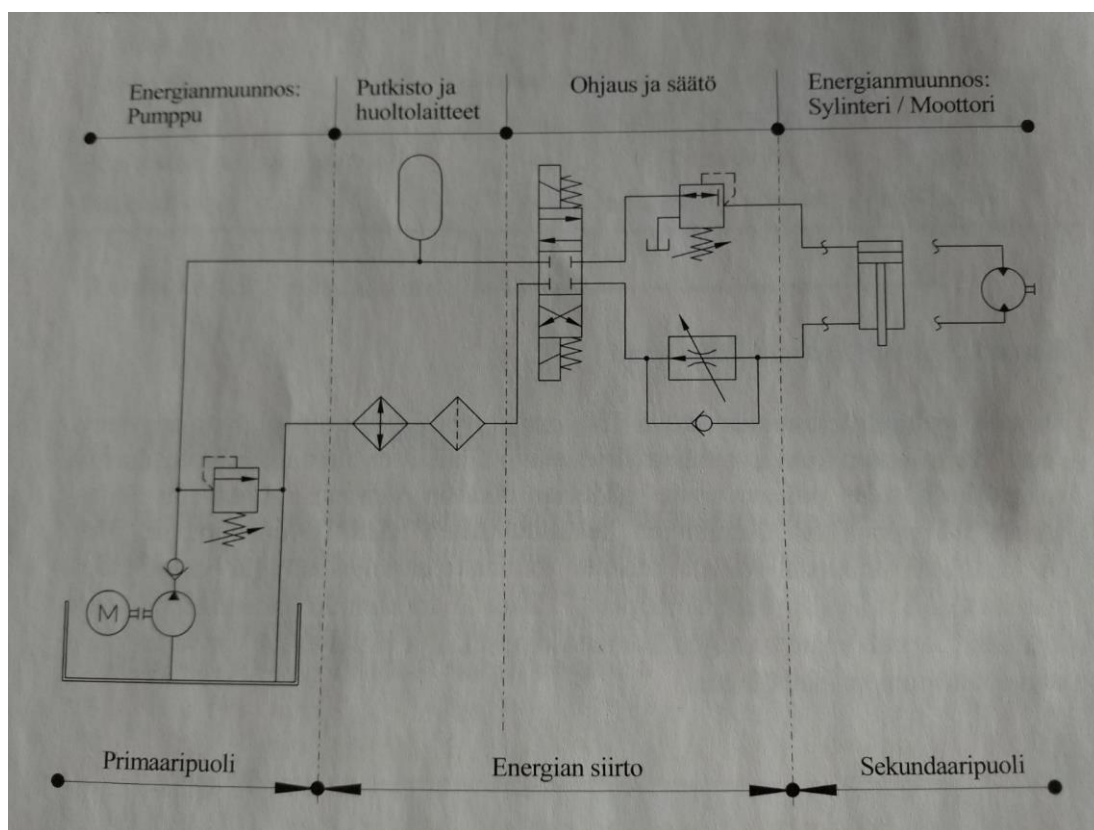 Energianmuunnos:
Pumppu
Putkisto ja
huoltolaitteet
Ohjaus ja säätö
Energianmuunnos:
Sylinteri / Moottori
M
Primaaripuoli
Energian siirto
Sekundaaripuoli